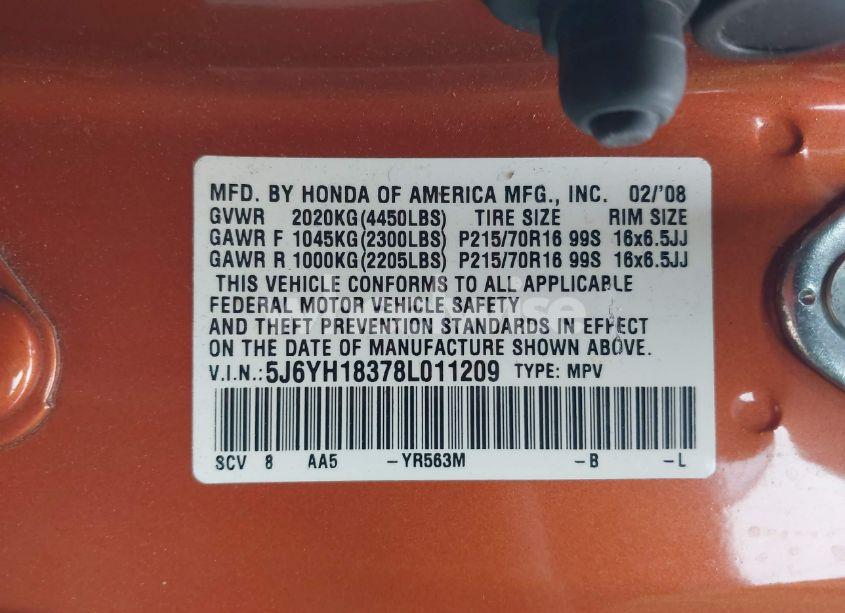 MFD. BY HONDA OF AMERICA MFG., INC. 02/'08
GVWR 2020KG(4450LBS) TIRE SIZE RIM SIZE
GAWR F 1045KG(2300LBS) P215/70R16 99S 16x6.5JJ
GAWR R 1000KG(2205LBS) P215/70R16 99S 16x6.5JJ
THIS VEHICLE CONFORMS TO ALL APPLICABLE
FEDERAL MOTOR VEHICLE SAFETY
AND THEFT PREVENTION STANDARDS IN EFFECT
ON THE DATE OF MANUFACTURE SHOWN ABOVE.
V.I.N.:5J6YH18378L011209 TYPE: MPV
SCV 8 AA5 -YR563M -B -L